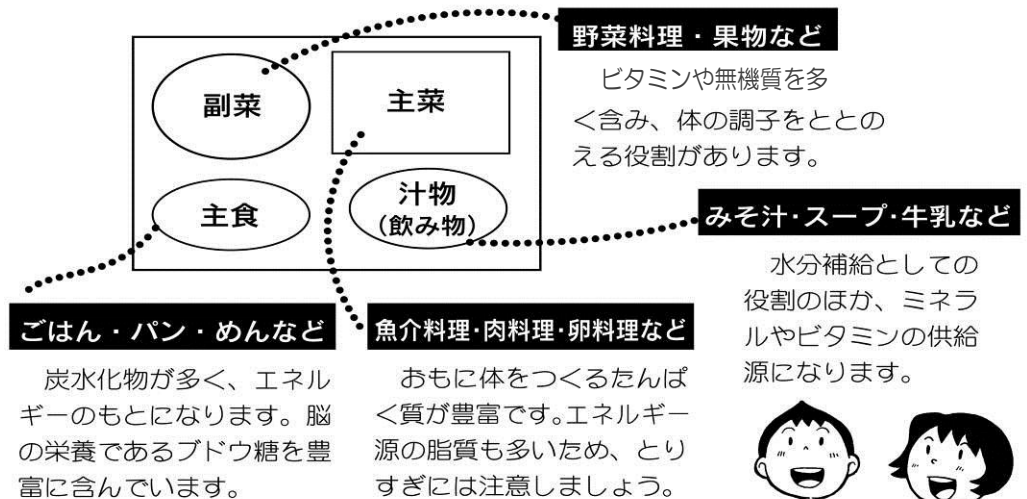 野菜料理・果物など
ビタミンや無機質を多
く含み、体の調子をととの
える役割があります。
副菜
主菜
主食
汁物
(飲み物)
みそ汁・スープ・牛乳など
水分補給としての
役割のほか、ミネラ
ルやビタミンの供給
源になります。
ごはん・パン・めんなど
炭水化物が多く、エネル
ギーのもとになります。脳
の栄養であるブドウ糖を豊
富に含んでいます。
魚介料理・肉料理・卵料理など
おもに体をつくるたんぱ
く質が豊富です。エネルギー
源の脂質も多いため、とり
すぎには注意しましょう。